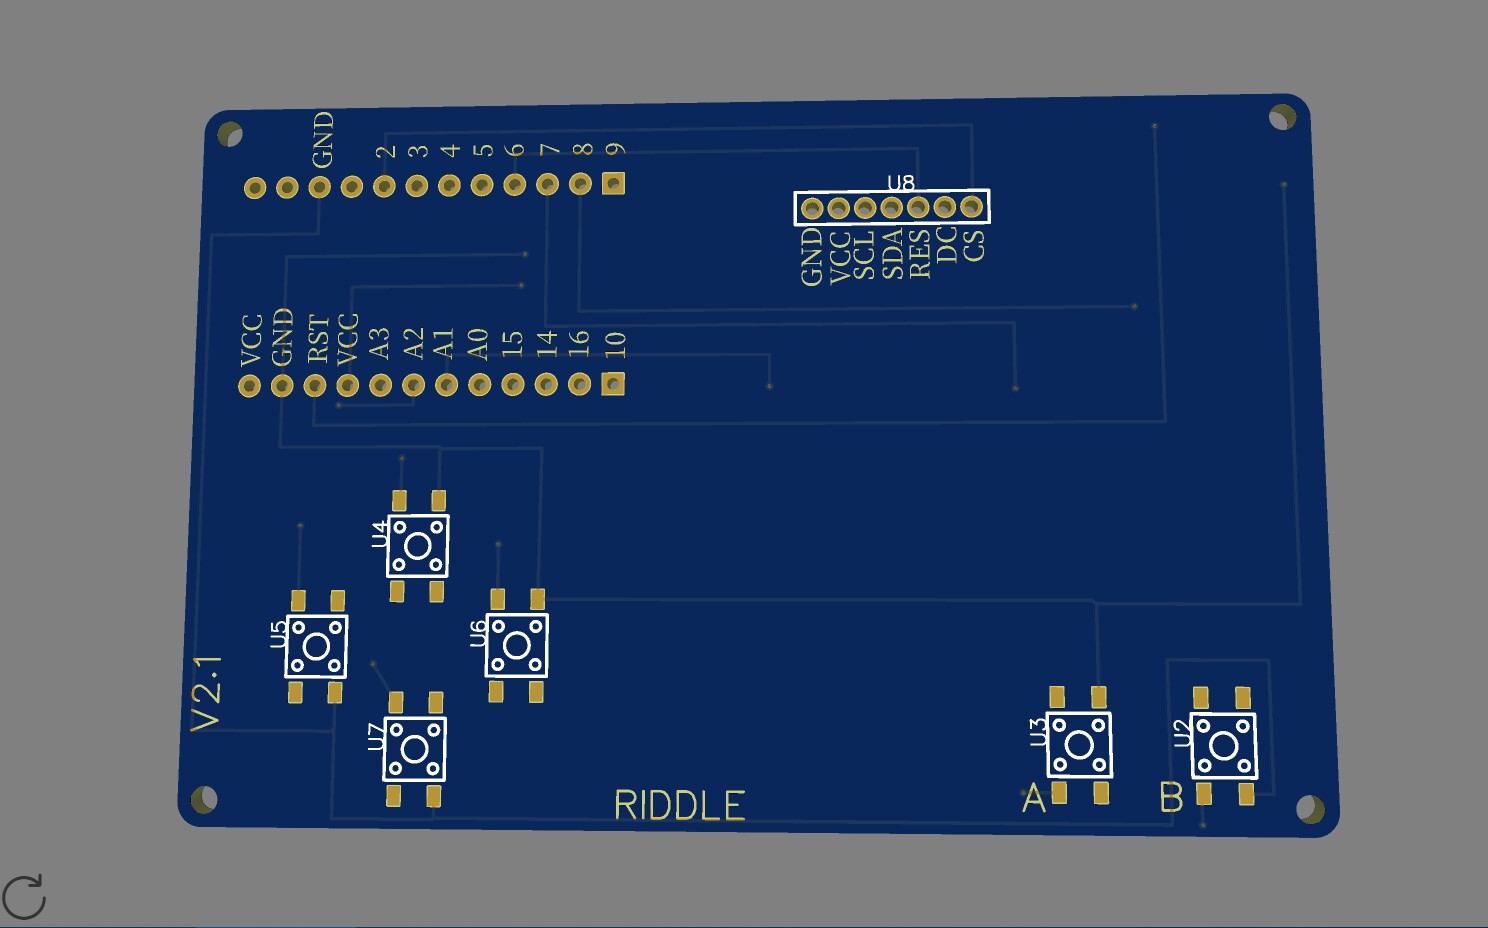 GND 2 3 4 5 6 7 8 9
U8
GND VCC SCL SDA RES DC CS
VCC GND RST VCC A3 A2 A1 A0 15 14 16 10
U4
U5
U6
V2.1
U7
U3
U2
A
B
RIDDLE